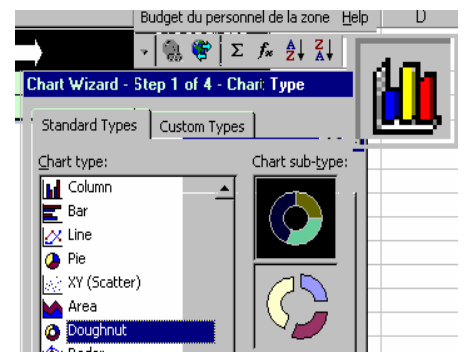 Budget du personnel de la zone Help D
Σ fx A Z Z A
Chart Wizard - Step 1 of 4 - Chart Type
Standard Types Custom Types
Chart type: Chart sub-type:
Column
Bar
Line
Pie
XY (Scatter)
Area
Doughnut